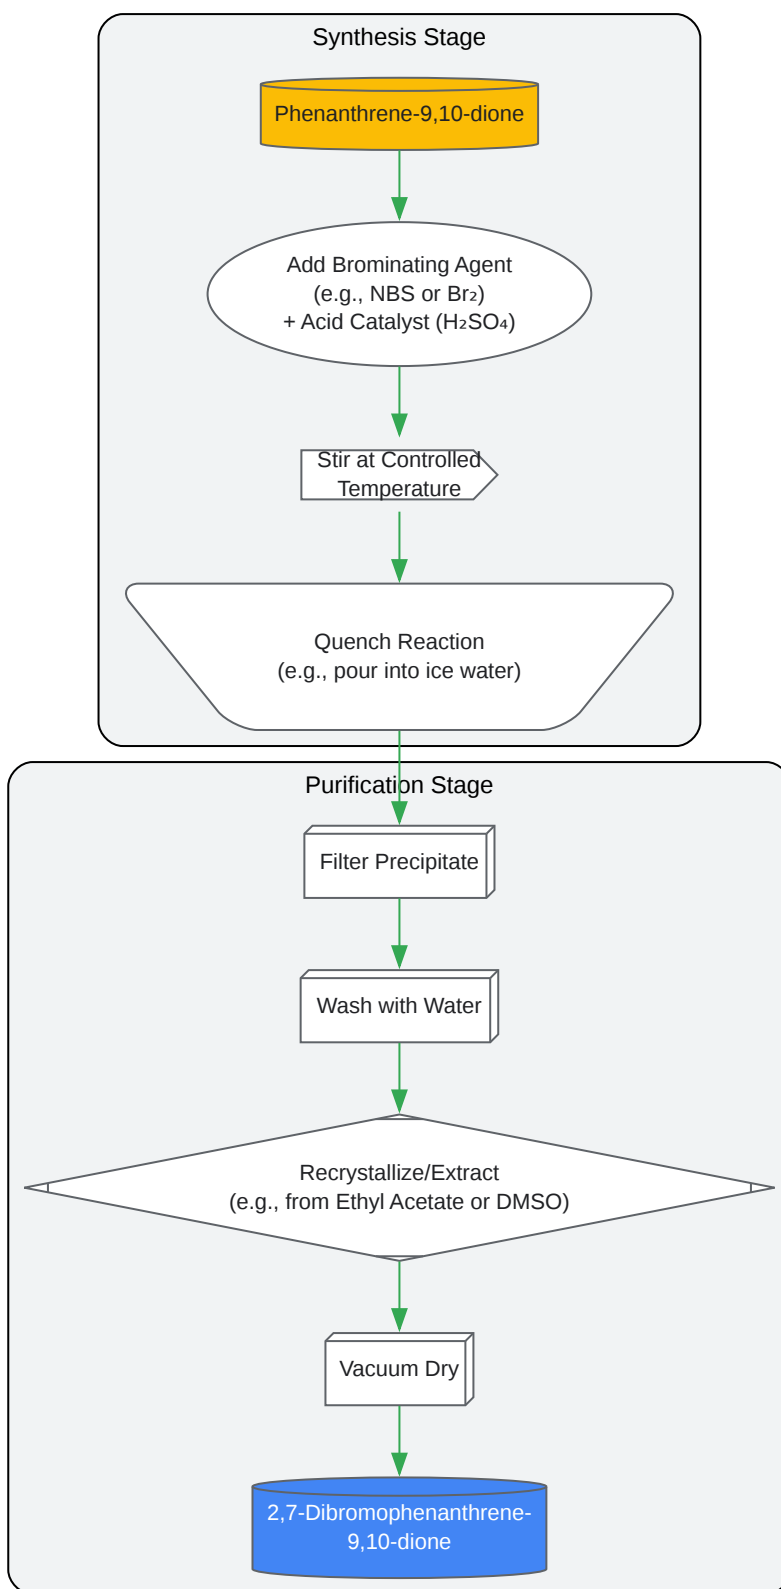 Synthesis Stage
Phenanthrene-9,10-dione
Add Brominating Agent
(e.g., NBS or Br₂)
+ Acid Catalyst (H₂SO₄)
Stir at Controlled
Temperature
Quench Reaction
(e.g., pour into ice water)
Purification Stage
Filter Precipitate
Wash with Water
Recrystallize/Extract
(e.g., from Ethyl Acetate or DMSO)
Vacuum Dry
2,7-Dibromophenanthrene-
9,10-dione